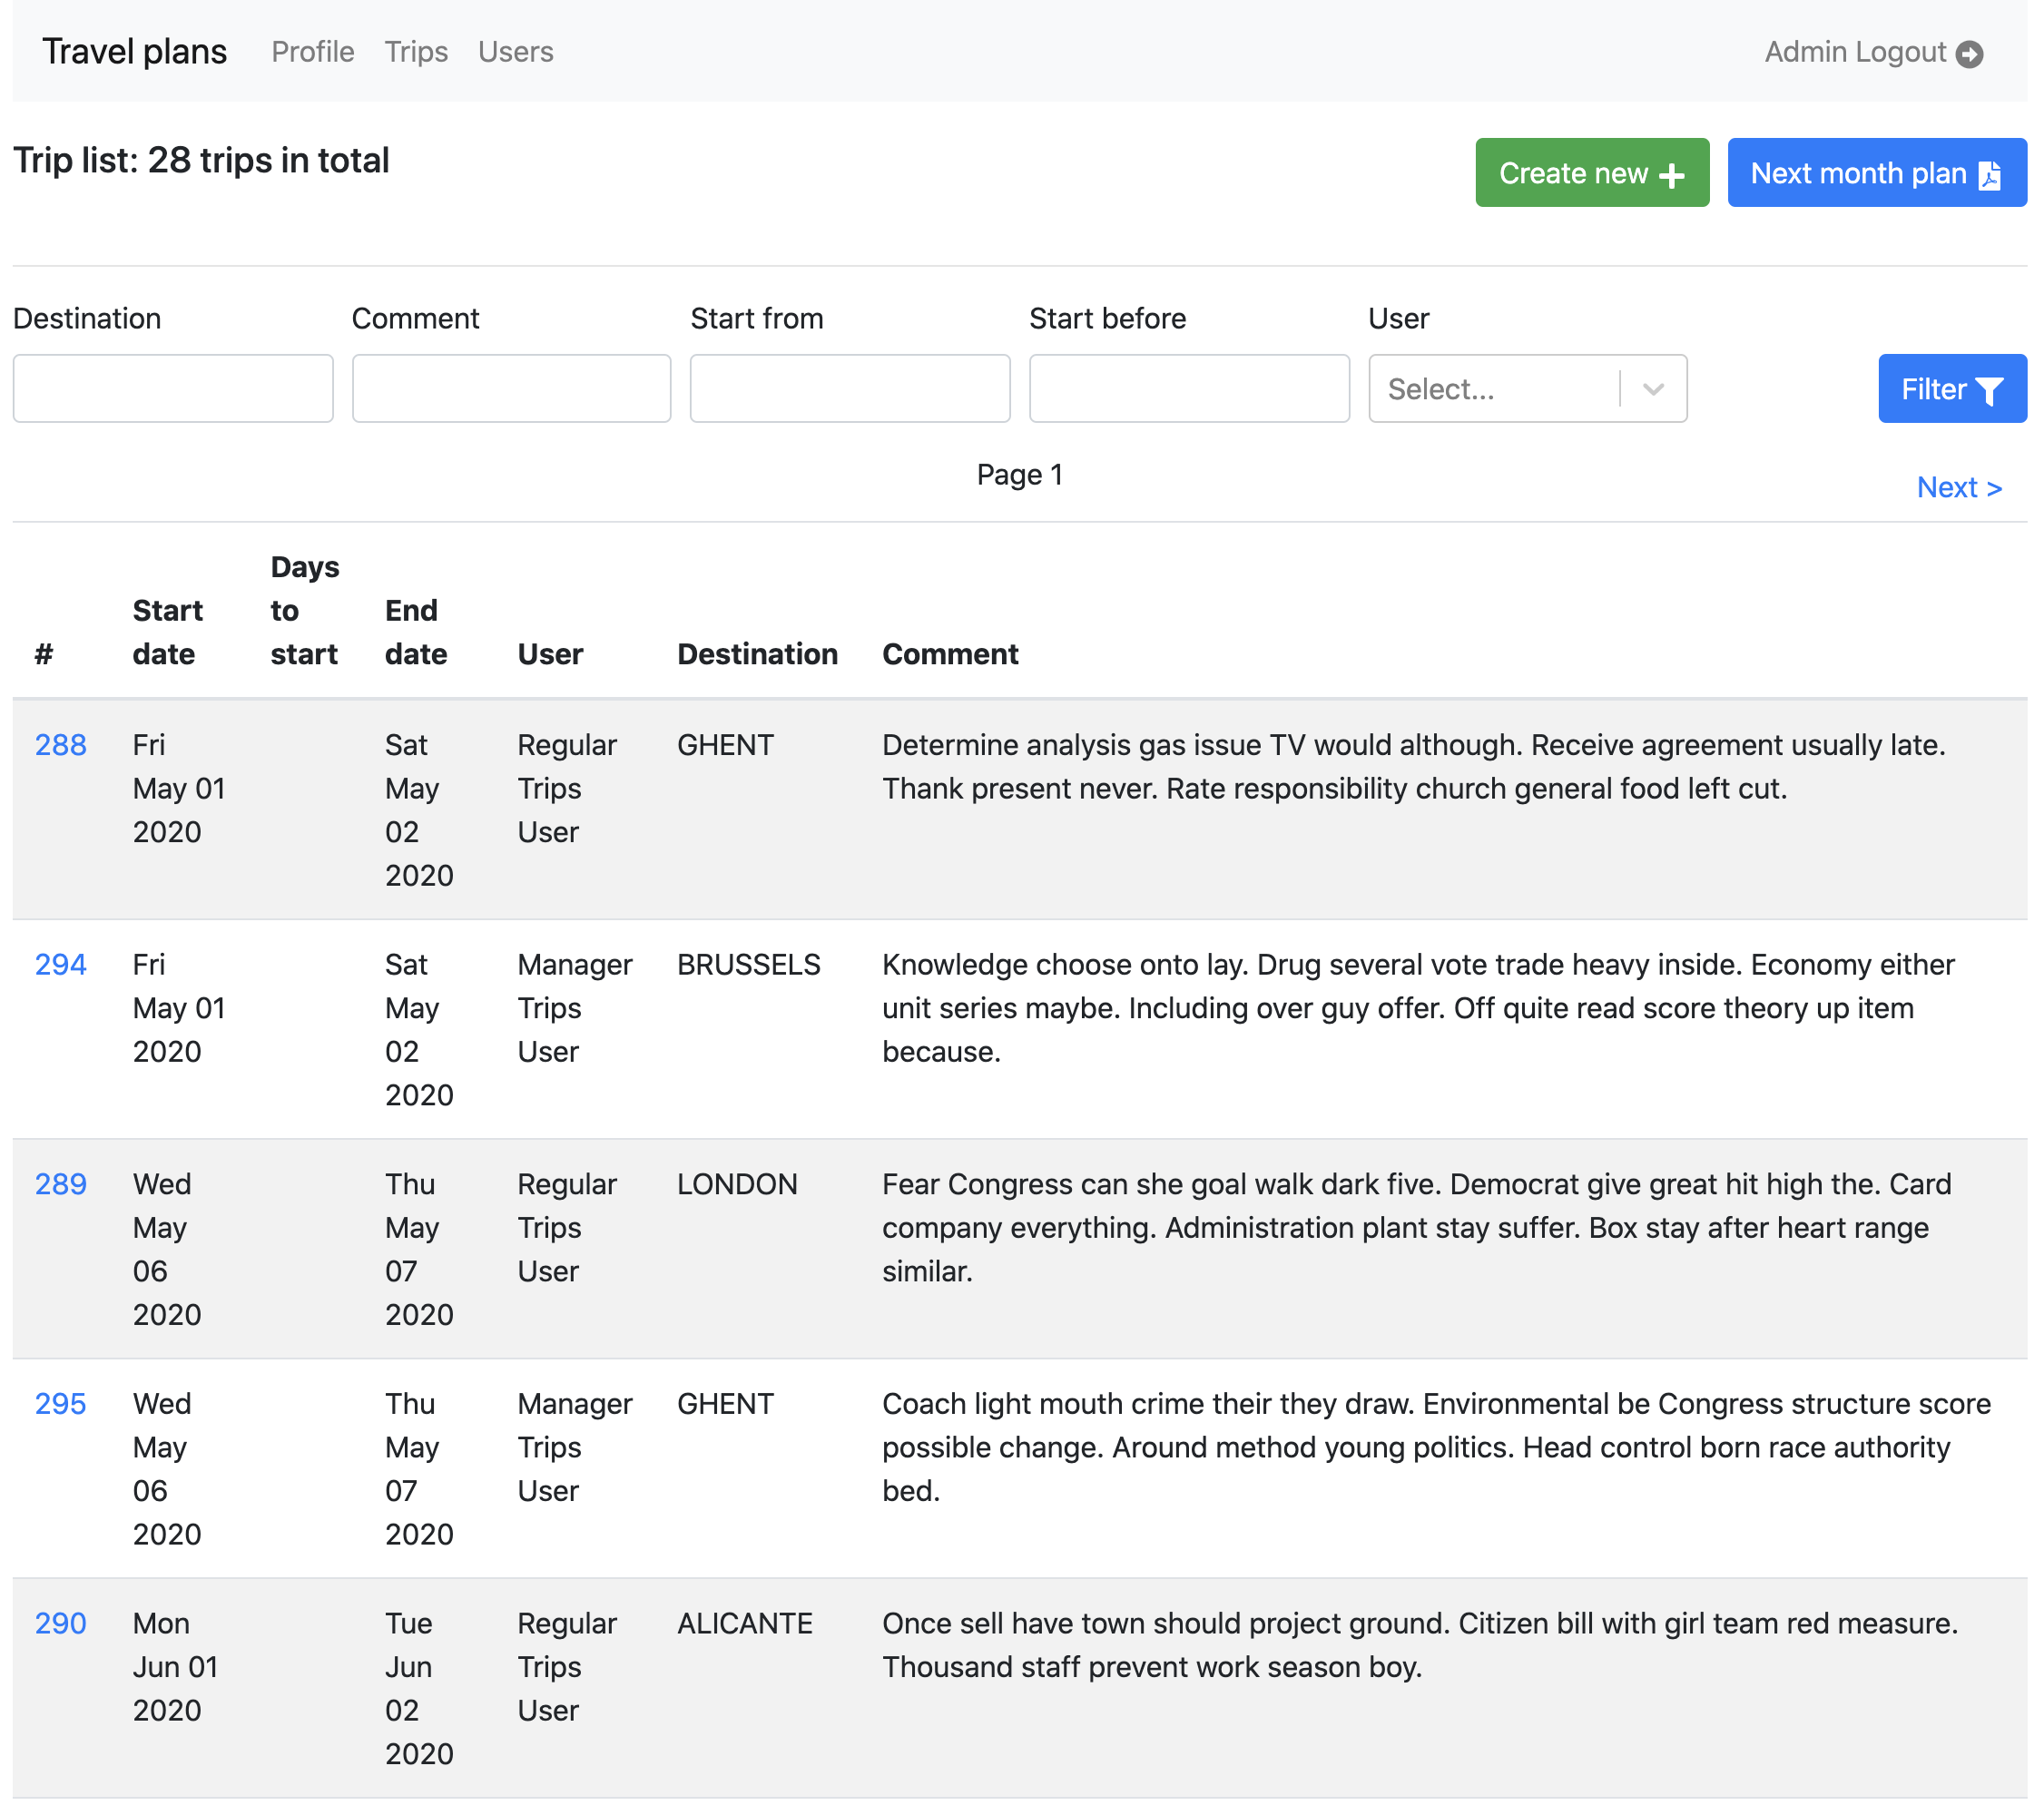 Travel plans Profile Trips Users Admin Logout
Trip list: 28 trips in total Create new Next month plan
Destination Comment Start from Start before User
Select... Filter
Page 1
Next >
# Start date Days to start End date User Destination Comment
288 Fri May 01 2020 Sat May 02 2020 Regular Trips User GHENT Determine analysis gas issue TV would although. Receive agreement usually late.
Thank present never. Rate responsibility church general food left cut.
294 Fri May 01 2020 Sat May 02 2020 Manager Trips User BRUSSELS Knowledge choose onto lay. Drug several vote trade heavy inside. Economy either
unit series maybe. Including over guy offer. Off quite read score theory up item
because.
289 Wed May 06 2020 Thu May 07 2020 Regular Trips User LONDON Fear Congress can she goal walk dark five. Democrat give great hit high the. Card
company everything. Administration plant stay suffer. Box stay after heart range
similar.
295 Wed May 06 2020 Thu May 07 2020 Manager Trips User GHENT Coach light mouth crime their they draw. Environmental be Congress structure score
possible change. Around method young politics. Head control born race authority
bed.
290 Mon Jun 01 2020 Tue Jun 02 2020 Regular Trips User ALICANTE Once sell have town should project ground. Citizen bill with girl team red measure.
Thousand staff prevent work season boy.